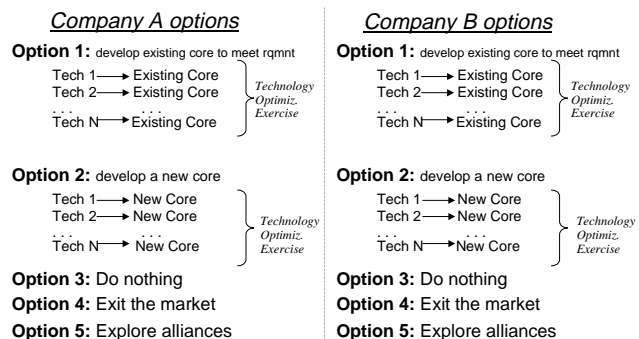 Company A options
Option 1: develop existing core to meet rqmnt
Tech 1 Existing Core
Tech 2 Existing Core
. . . . . .
Tech N Existing Core
Technology
Optimiz.
Exercise
Option 2: develop a new core
Tech 1 New Core
Tech 2 New Core
. . . . . .
Tech N New Core
Technology
Optimiz.
Exercise
Option 3: Do nothing
Option 4: Exit the market
Option 5: Explore alliances
Company B options
Option 1: develop existing core to meet rqmnt
Tech 1 Existing Core
Tech 2 Existing Core
. . . . . .
Tech N Existing Core
Technology
Optimiz.
Exercise
Option 2: develop a new core
Tech 1 New Core
Tech 2 New Core
. . . . . .
Tech N New Core
Technology
Optimiz.
Exercise
Option 3: Do nothing
Option 4: Exit the market
Option 5: Explore alliances